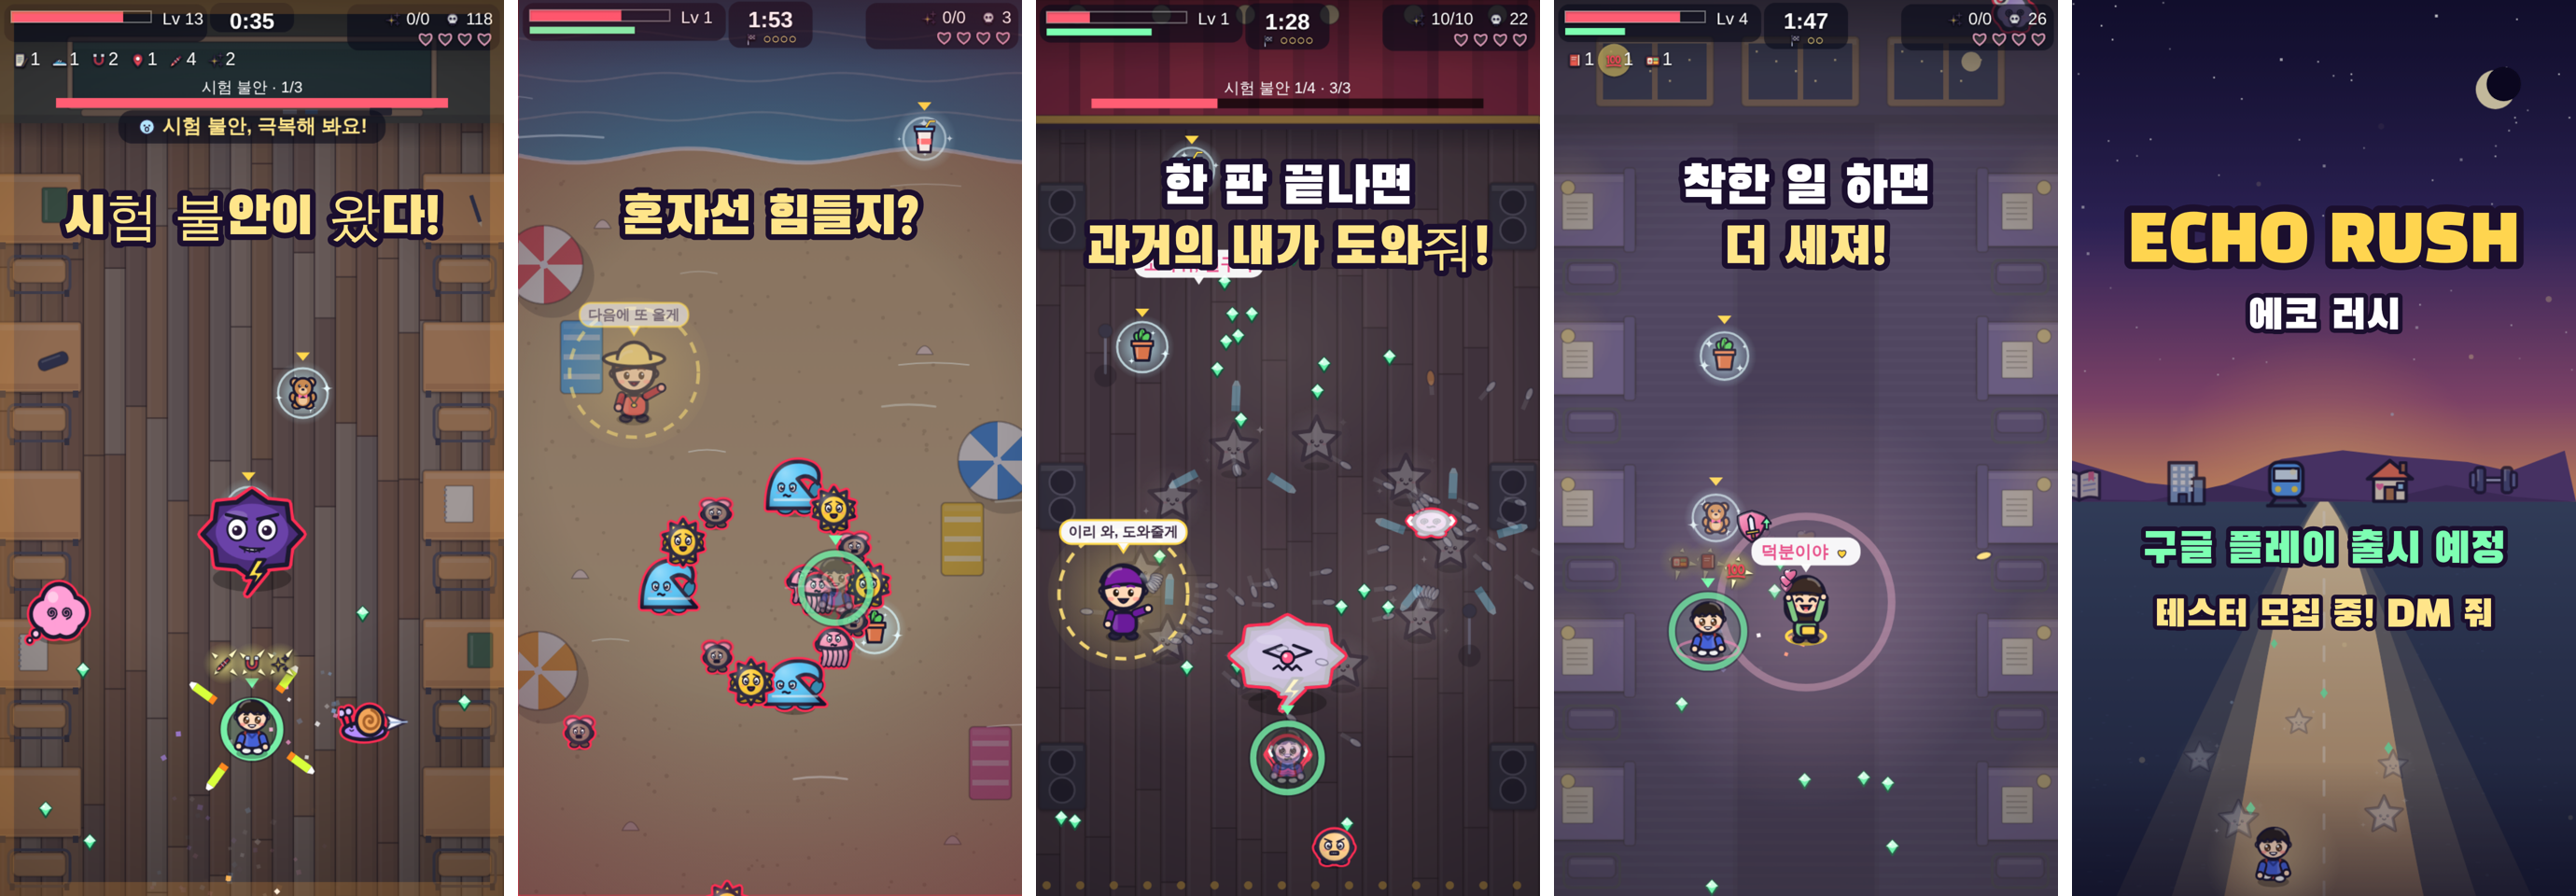 Lv 13
0:35
0/0
118
1
1
2
1
4
2
시험 불안 · 1/3
시험 불안, 극복해 봐요!
시험 불안이 왔다!
Lv 1
1:53
0/0
3
혼자선 힘들지?
다음에 또 올게
Lv 1
1:28
10/10
22
시험 불안 1/4 · 3/3
한 판 끝나면
과거의 내가 도와줘!
이리 와, 도와줄게
Lv 4
1:47
0/0
26
1
1
1
착한 일 하면
더 세져!
덕분이야
ECHO RUSH
에코 러시
구글 플레이 출시 예정
테스터 모집 중! DM 줘